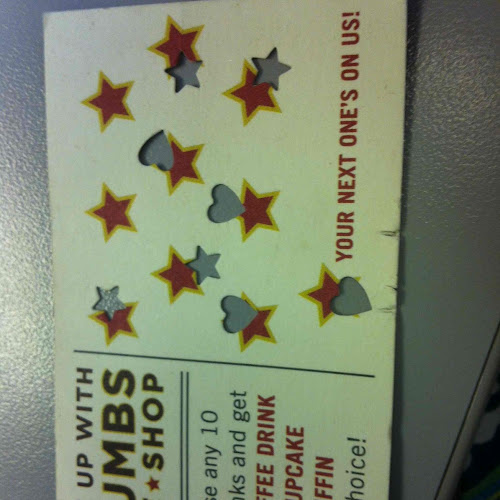 UP WITH
UMBS
★SHOP
se any 10
ks and get
FEE DRINK
UPCAKE
FFIN
hoice!
YOUR NEXT ONE'S ON US!